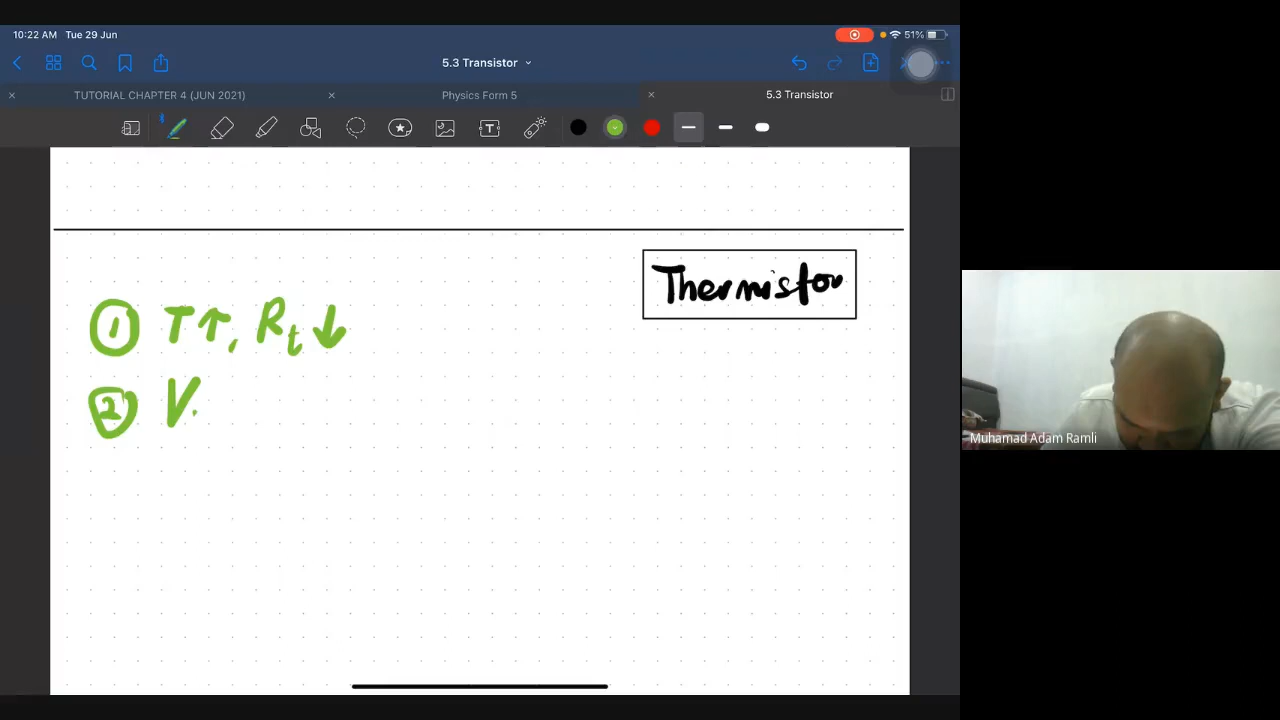 10:22 AM Tue 29 Jun
51%
5.3 Transistor
TUTORIAL CHAPTER 4 (JUN 2021)
Physics Form 5
5.3 Transistor
Thermistor
① T↑, Rt ↓
② V
Muhamad Adam Ramli